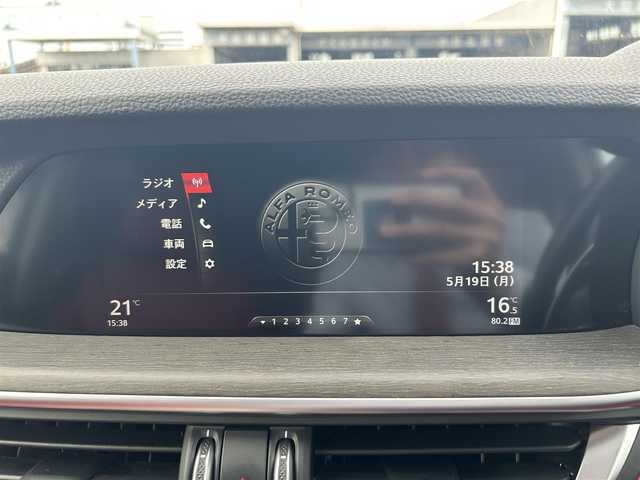 ラジオ
メディア
電話
車両
設定
ALFA ROMEO
15:38
5月19日 (月)
21℃
15:38
1 2 3 4 5 6 7
16℃.5
80.2 FM